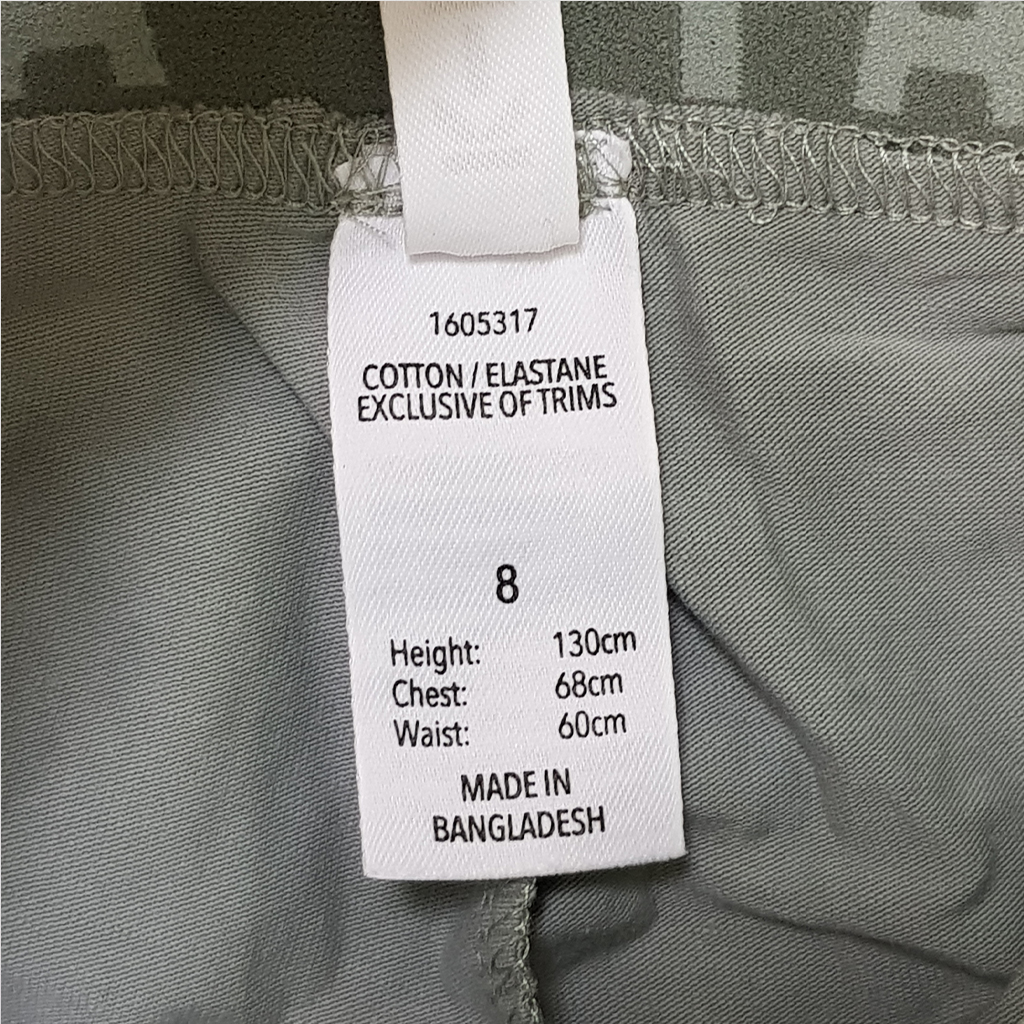 1605317
COTTON / ELASTANE
EXCLUSIVE OF TRIMS
8
Height: 130cm
Chest: 68cm
Waist: 60cm
MADE IN
BANGLADESH